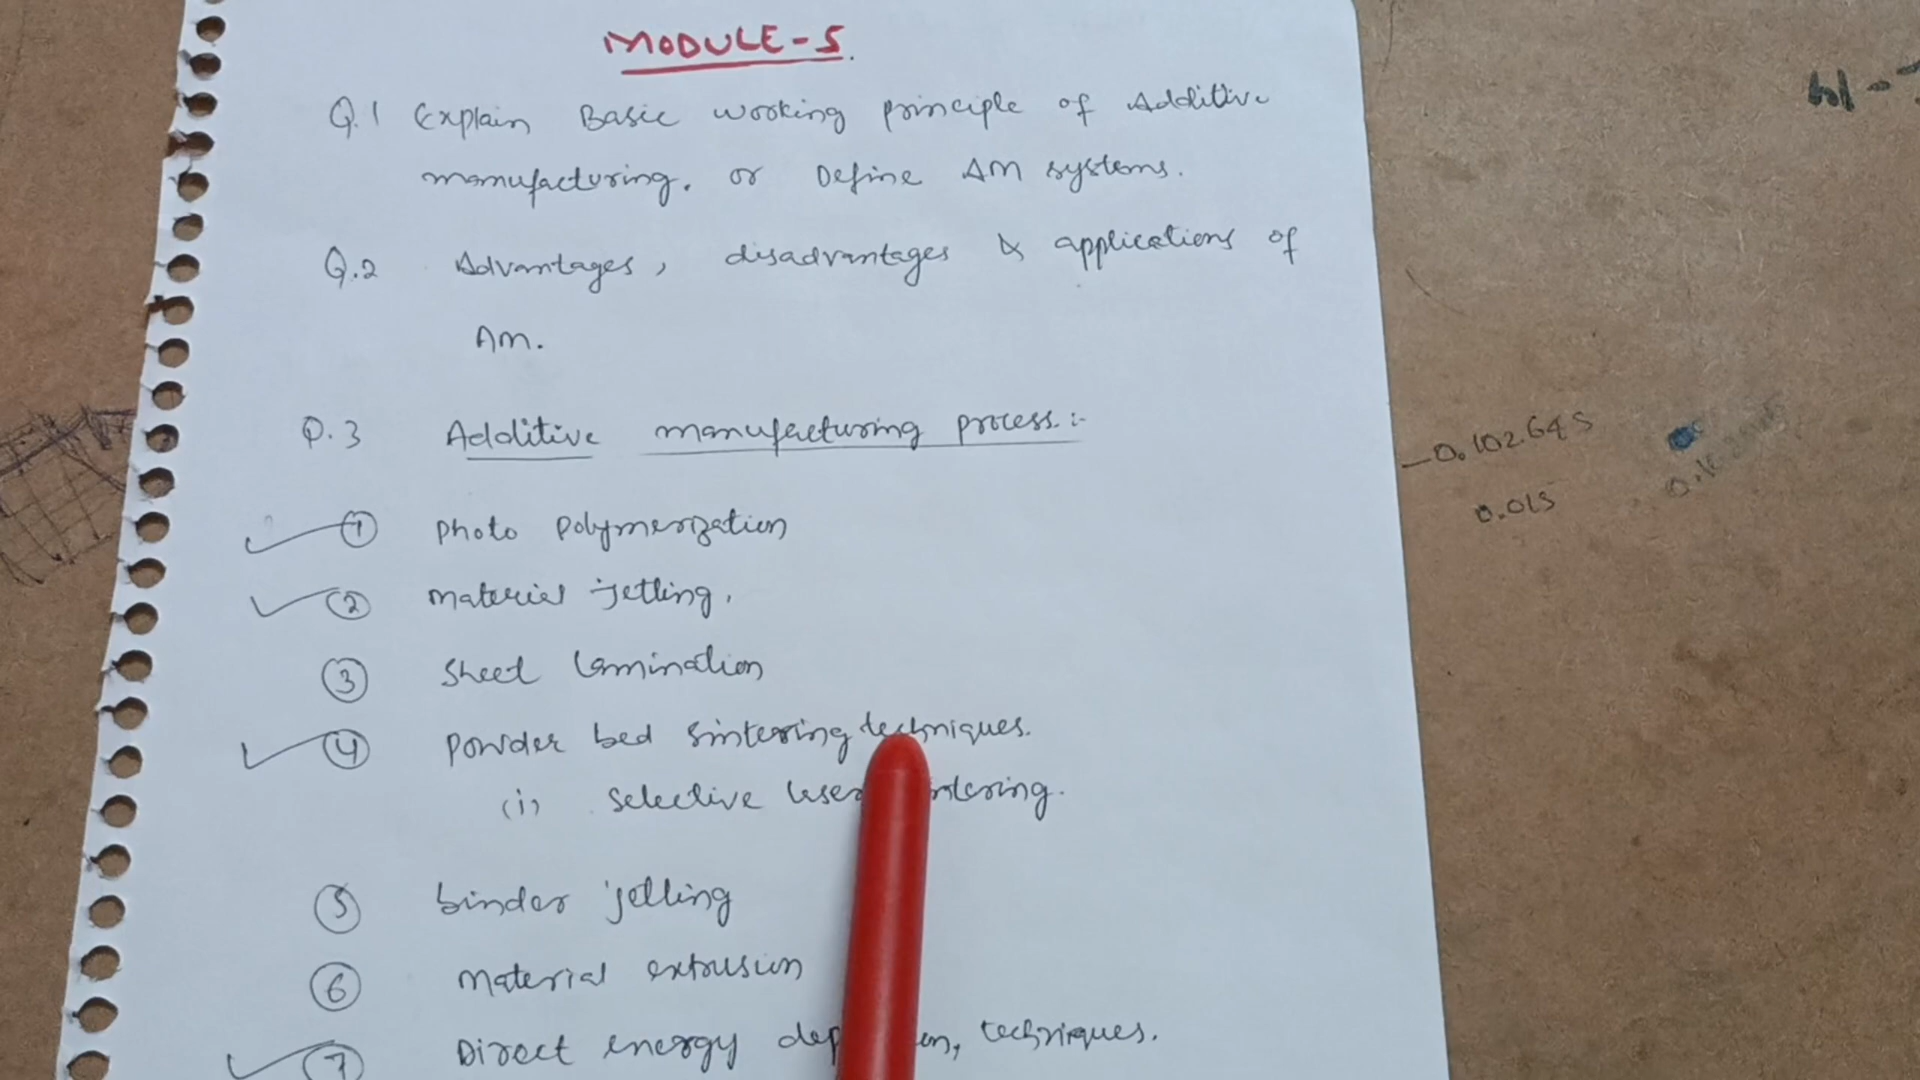 MODULE-5.
Q.1 Explain Basic working principle of Additive
manufacturing. or Define AM systems.
Q.2 Advantages, disadvantages & applications of
AM.
Q.3 Additive manufacturing process:-
1 Photo polymerization
2 material jetting.
3 Sheet lamination
4 Powder bed sintering techniques.
(i) Selective laser
5 binder jetting
6 material extrusion
7 Direct energy techniques.
0.102.645
0.015